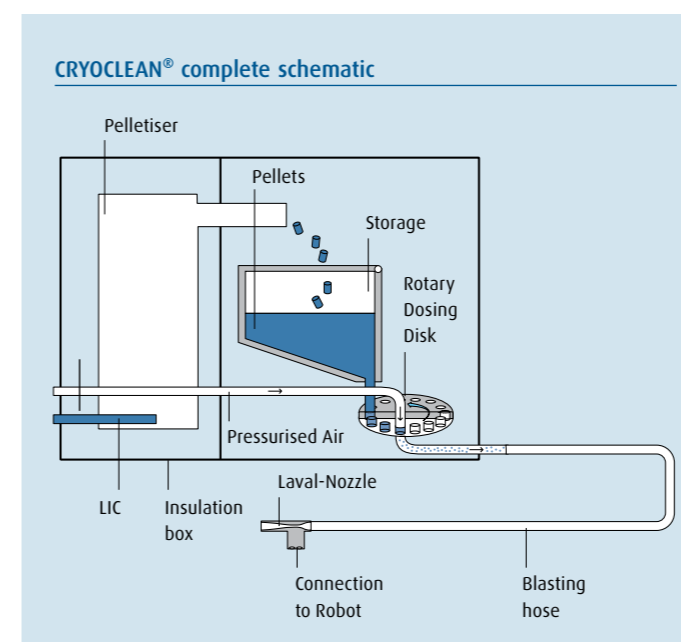 CRYOCLEAN® complete schematic
Pelletiser
Pellets
Storage
Rotary
Dosing
Disk
Pressurised Air
LIC
Insulation
box
Laval-Nozzle
Connection
to Robot
Blasting
hose